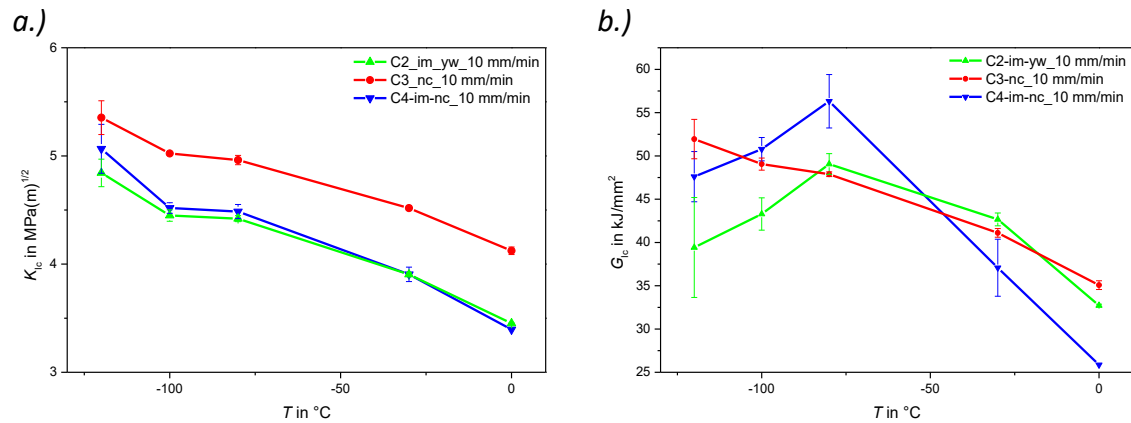 a.)
6
5
4
3
K_Ic in MPa(m)^1/2
C2_im_yw_10 mm/min
C3_nc_10 mm/min
C4-im-nc_10 mm/min
-100
-50
0
T in °C
b.)
60
55
50
45
40
35
30
25
G_Ic in kJ/mm²
C2-im-yw_10 mm/min
C3-nc_10 mm/min
C4-im-nc_10 mm/min
-100
-50
0
T in °C